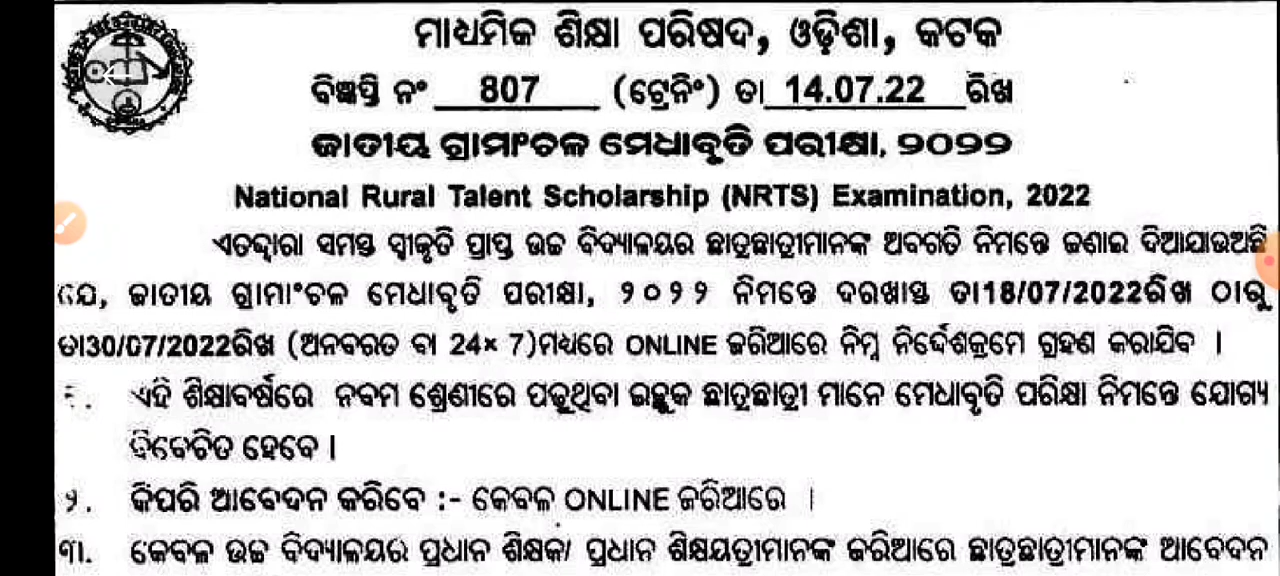 ମାଧ୍ୟମିକ ଶିକ୍ଷା ପରିଷଦ, ଓଡ଼ିଶା, କଟକ
ବିଜ୍ଞପ୍ତି ନଂ 807 (ଟ୍ରେନିଂ) ତା 14.07.22 ରିଖ
ଜାତୀୟ ଗ୍ରାମାଂଚଳ ମେଧାବୃତି ପରୀକ୍ଷା, ୨୦୨୨
National Rural Talent Scholarship (NRTS) Examination, 2022
ଏତଦ୍ଦ୍ୱାରା ସମସ୍ତ ସ୍ୱୀକୃତି ପ୍ରାପ୍ତ ଉଚ୍ଚ ବିଦ୍ୟାଳୟର ଛାତ୍ରଛାତ୍ରୀମାନଙ୍କ ଅବଗତି ନିମନ୍ତେ ଜଣାଇ ଦିଆଯାଉଅଛି
ଯେ, ଜାତୀୟ ଗ୍ରାମାଂଚଳ ମେଧାବୃତି ପରୀକ୍ଷା, ୨୦୨୨ ନିମନ୍ତେ ଦରଖାସ୍ତ ତା18/07/2022ରିଖ ଠାରୁ
ତା30/07/2022ରିଖ (ଅନବରତ ବା 24× 7)ମଧ୍ୟରେ ONLINE ଜରିଆରେ ନିମ୍ନ ନିର୍ଦ୍ଦେଶକ୍ରମେ ଗ୍ରହଣ କରାଯିବ ।
ଏହି ଶିକ୍ଷାବର୍ଷରେ ନବମ ଶ୍ରେଣୀରେ ପଢୁଥିବା ଇଚ୍ଛୁକ ଛାତ୍ରଛାତ୍ରୀ ମାନେ ମେଧାବୃତି ପରିକ୍ଷା ନିମନ୍ତେ ଯୋଗ୍ୟ
ବିବେଚିତ ହେବେ ।
୨. କିପରି ଆବେଦନ କରିବେ :- କେବଳ ONLINE ଜରିଆରେ ।
୩. କେବଳ ଉଚ୍ଚ ବିଦ୍ୟାଳୟର ପ୍ରଧାନ ଶିକ୍ଷକ/ ପ୍ରଧାନ ଶିକ୍ଷୟତ୍ରୀମାନଙ୍କ ଜରିଆରେ ଛାତ୍ରଛାତ୍ରୀମାନଙ୍କ ଆବେଦନ